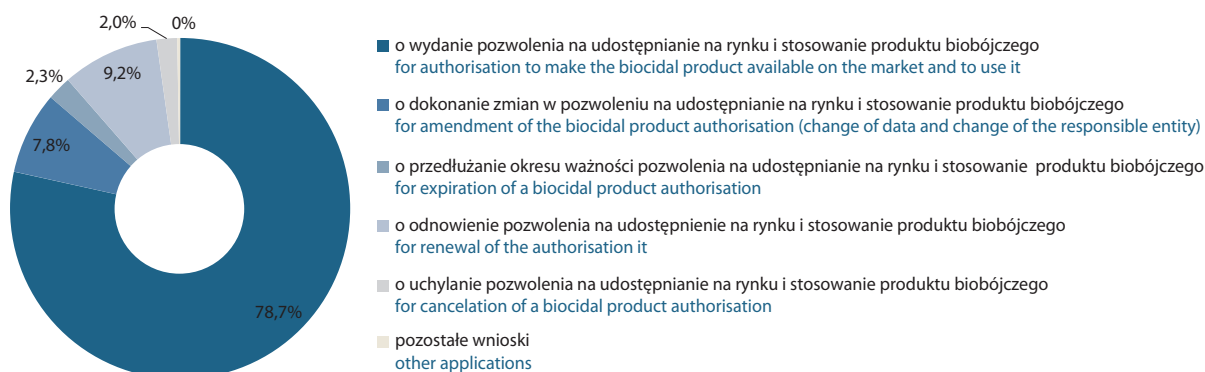 2,0%
0%
2,3%
9,2%
7,8%
78,7%
o wydanie pozwolenia na udostępnianie na rynku i stosowanie produktu biobójczego
for authorisation to make the biocidal product available on the market and to use it
o dokonanie zmian w pozwoleniu na udostępnianie na rynku i stosowanie produktu biobójczego
for amendment of the biocidal product authorisation (change of data and change of the responsible entity)
o przedłużanie okresu ważności pozwolenia na udostępnianie na rynku i stosowanie produktu biobójczego
for expiration of a biocidal product authorisation
o odnowienie pozwolenia na udostępnienie na rynku i stosowanie produktu biobójczego
for renewal of the authorisation it
o uchylanie pozwolenia na udostępnianie na rynku i stosowanie produktu biobójczego
for cancelation of a biocidal product authorisation
pozostałe wnioski
other applications